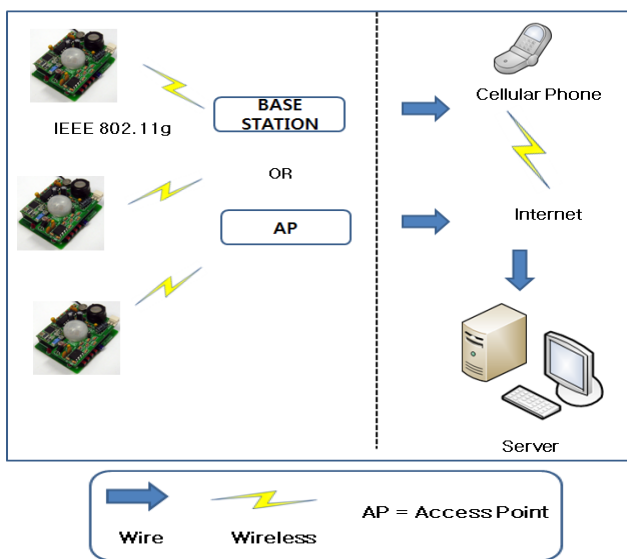 IEEE 802.11g
BASE
STATION
OR
AP
Cellular Phone
Internet
Server
Wire
Wireless
AP = Access Point